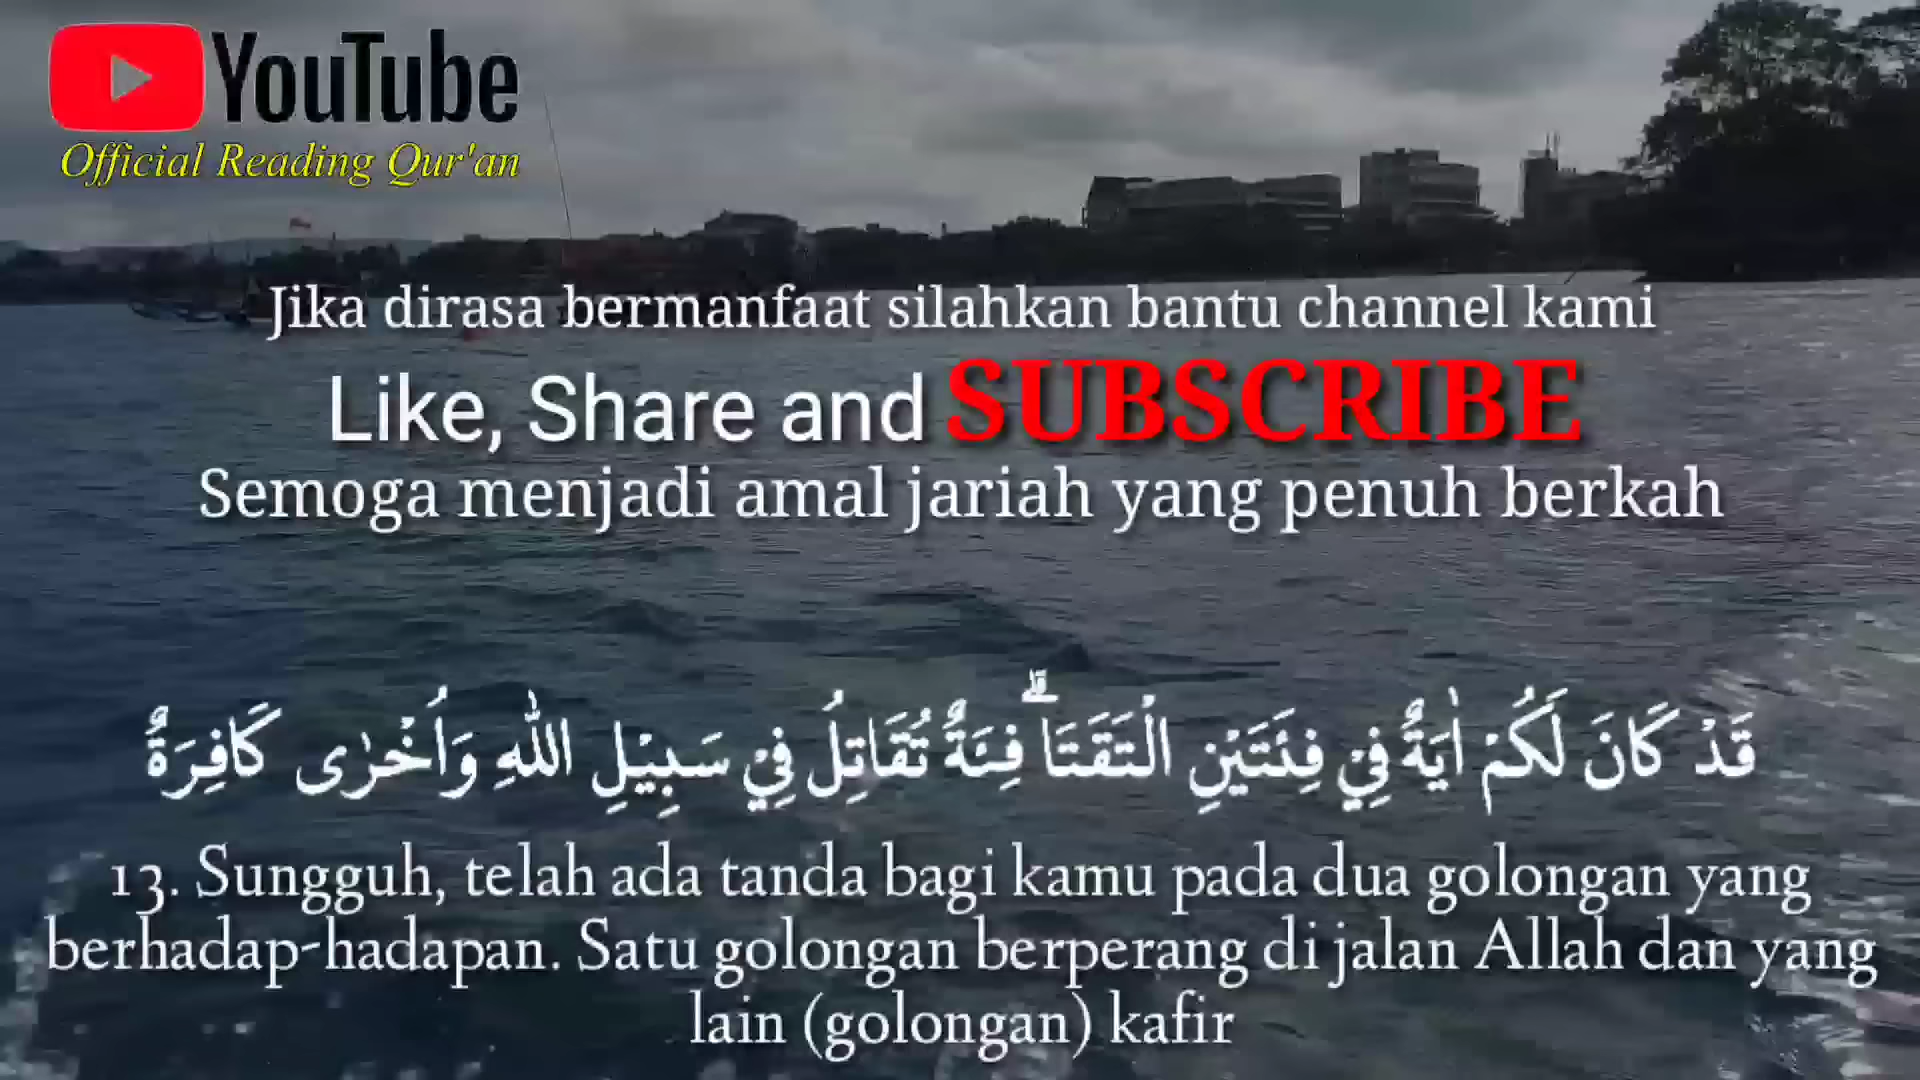 YouTube
Official Reading Qur'an
Jika dirasa bermanfaat silahkan bantu channel kami
Like, Share and SUBSCRIBE
Semoga menjadi amal jariah yang penuh berkah
قَدْ كَانَ لَكُمْ اٰيَةٌ فِيْ فِئَتَيْنِ الْتَقَتَاۗ فِئَةٌ تُقَاتِلُ فِيْ سَبِيْلِ اللّٰهِ وَاُخْرٰى كَافِرَةٌ
13. Sungguh, telah ada tanda bagi kamu pada dua golongan yang
berhadap-hadapan. Satu golongan berperang di jalan Allah dan yang
lain (golongan) kafir